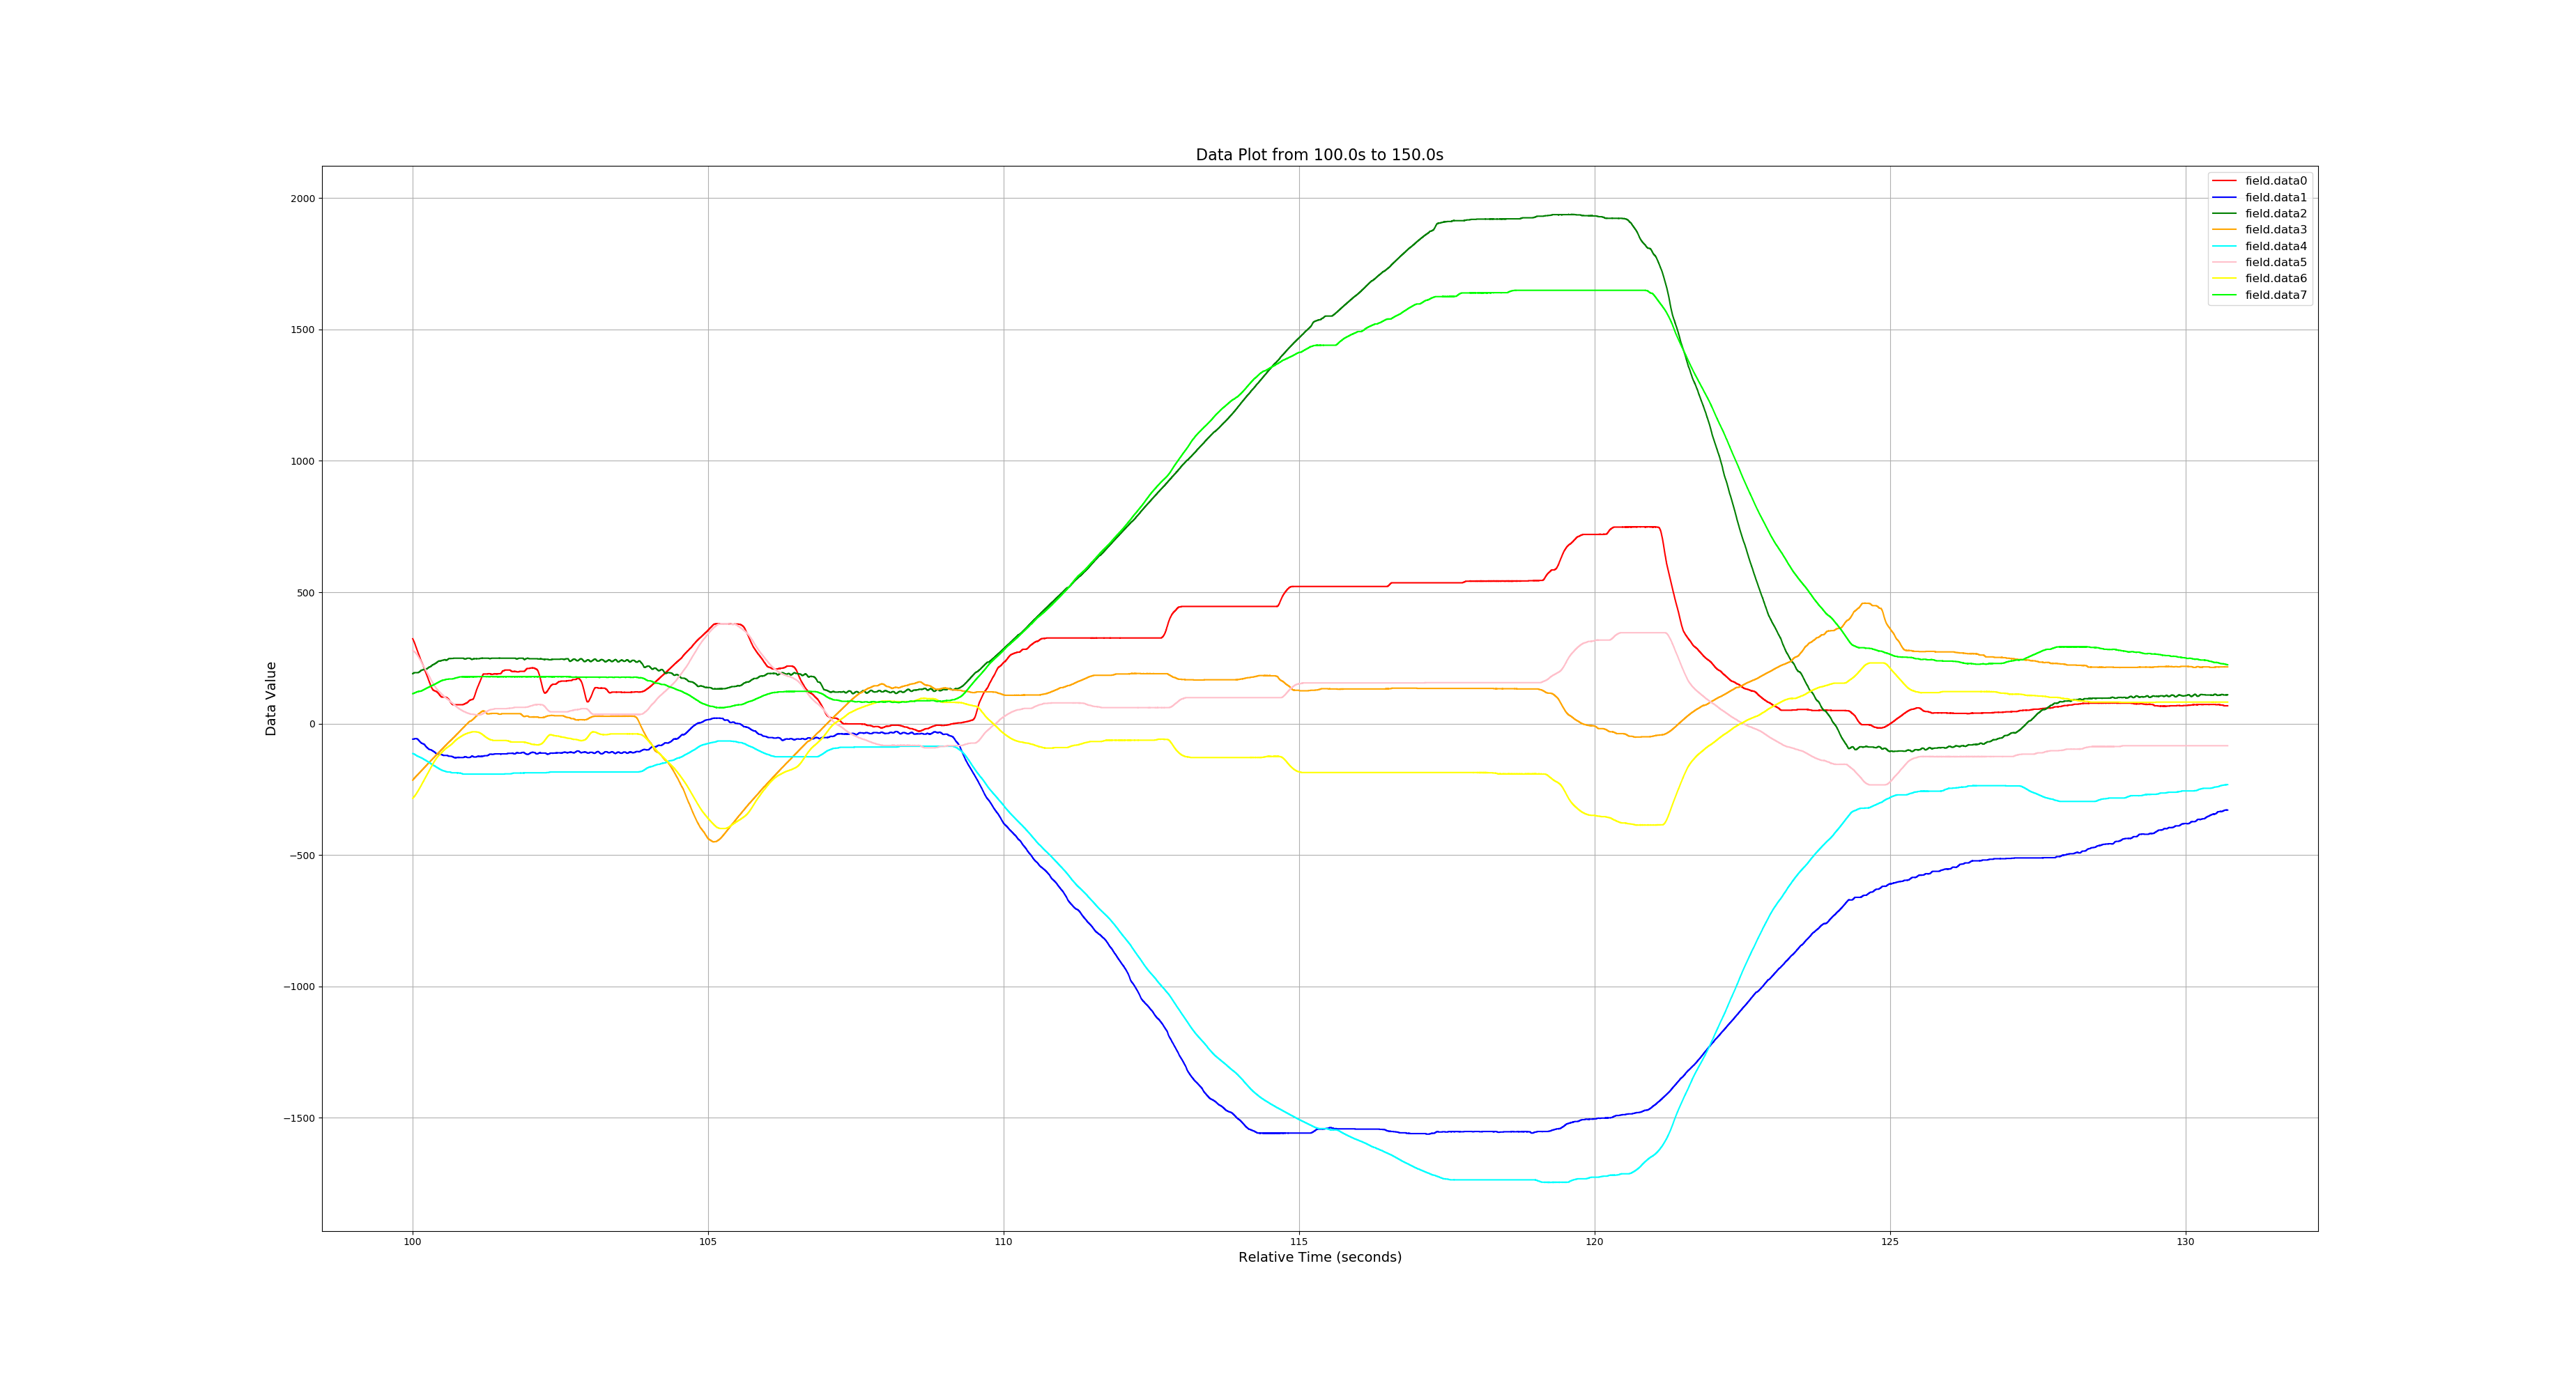 Data Plot from 100.0s to 150.0s
field.data0
field.data1
field.data2
field.data3
field.data4
field.data5
field.data6
field.data7
2000
1500
1000
500
0
−500
−1000
−1500
Data Value
100 105 110 115 120 125 130
Relative Time (seconds)